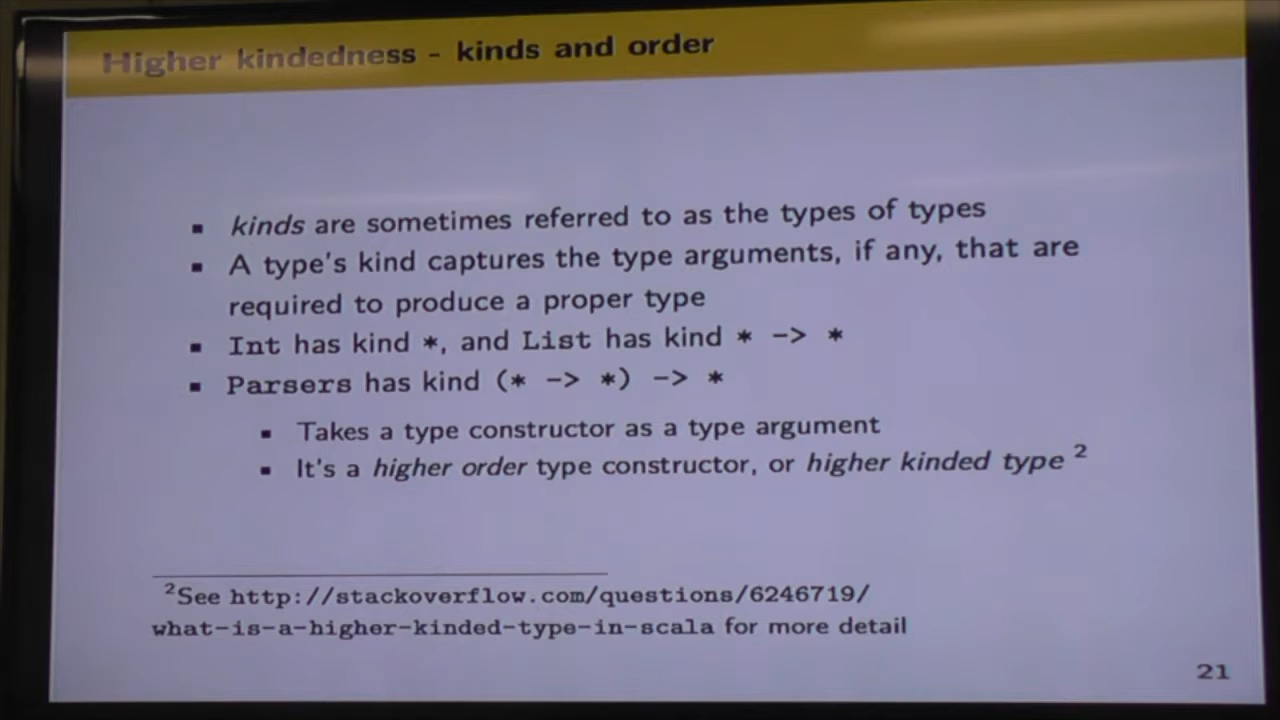 Higher kindedness - kinds and order
▪ kinds are sometimes referred to as the types of types
▪ A type's kind captures the type arguments, if any, that are
required to produce a proper type
▪ Int has kind *, and List has kind * -> *
▪ Parsers has kind (* -> *) -> *
▪ Takes a type constructor as a type argument
▪ It's a higher order type constructor, or higher kinded type 2
2See http://stackoverflow.com/questions/6246719/
what-is-a-higher-kinded-type-in-scala for more detail
21